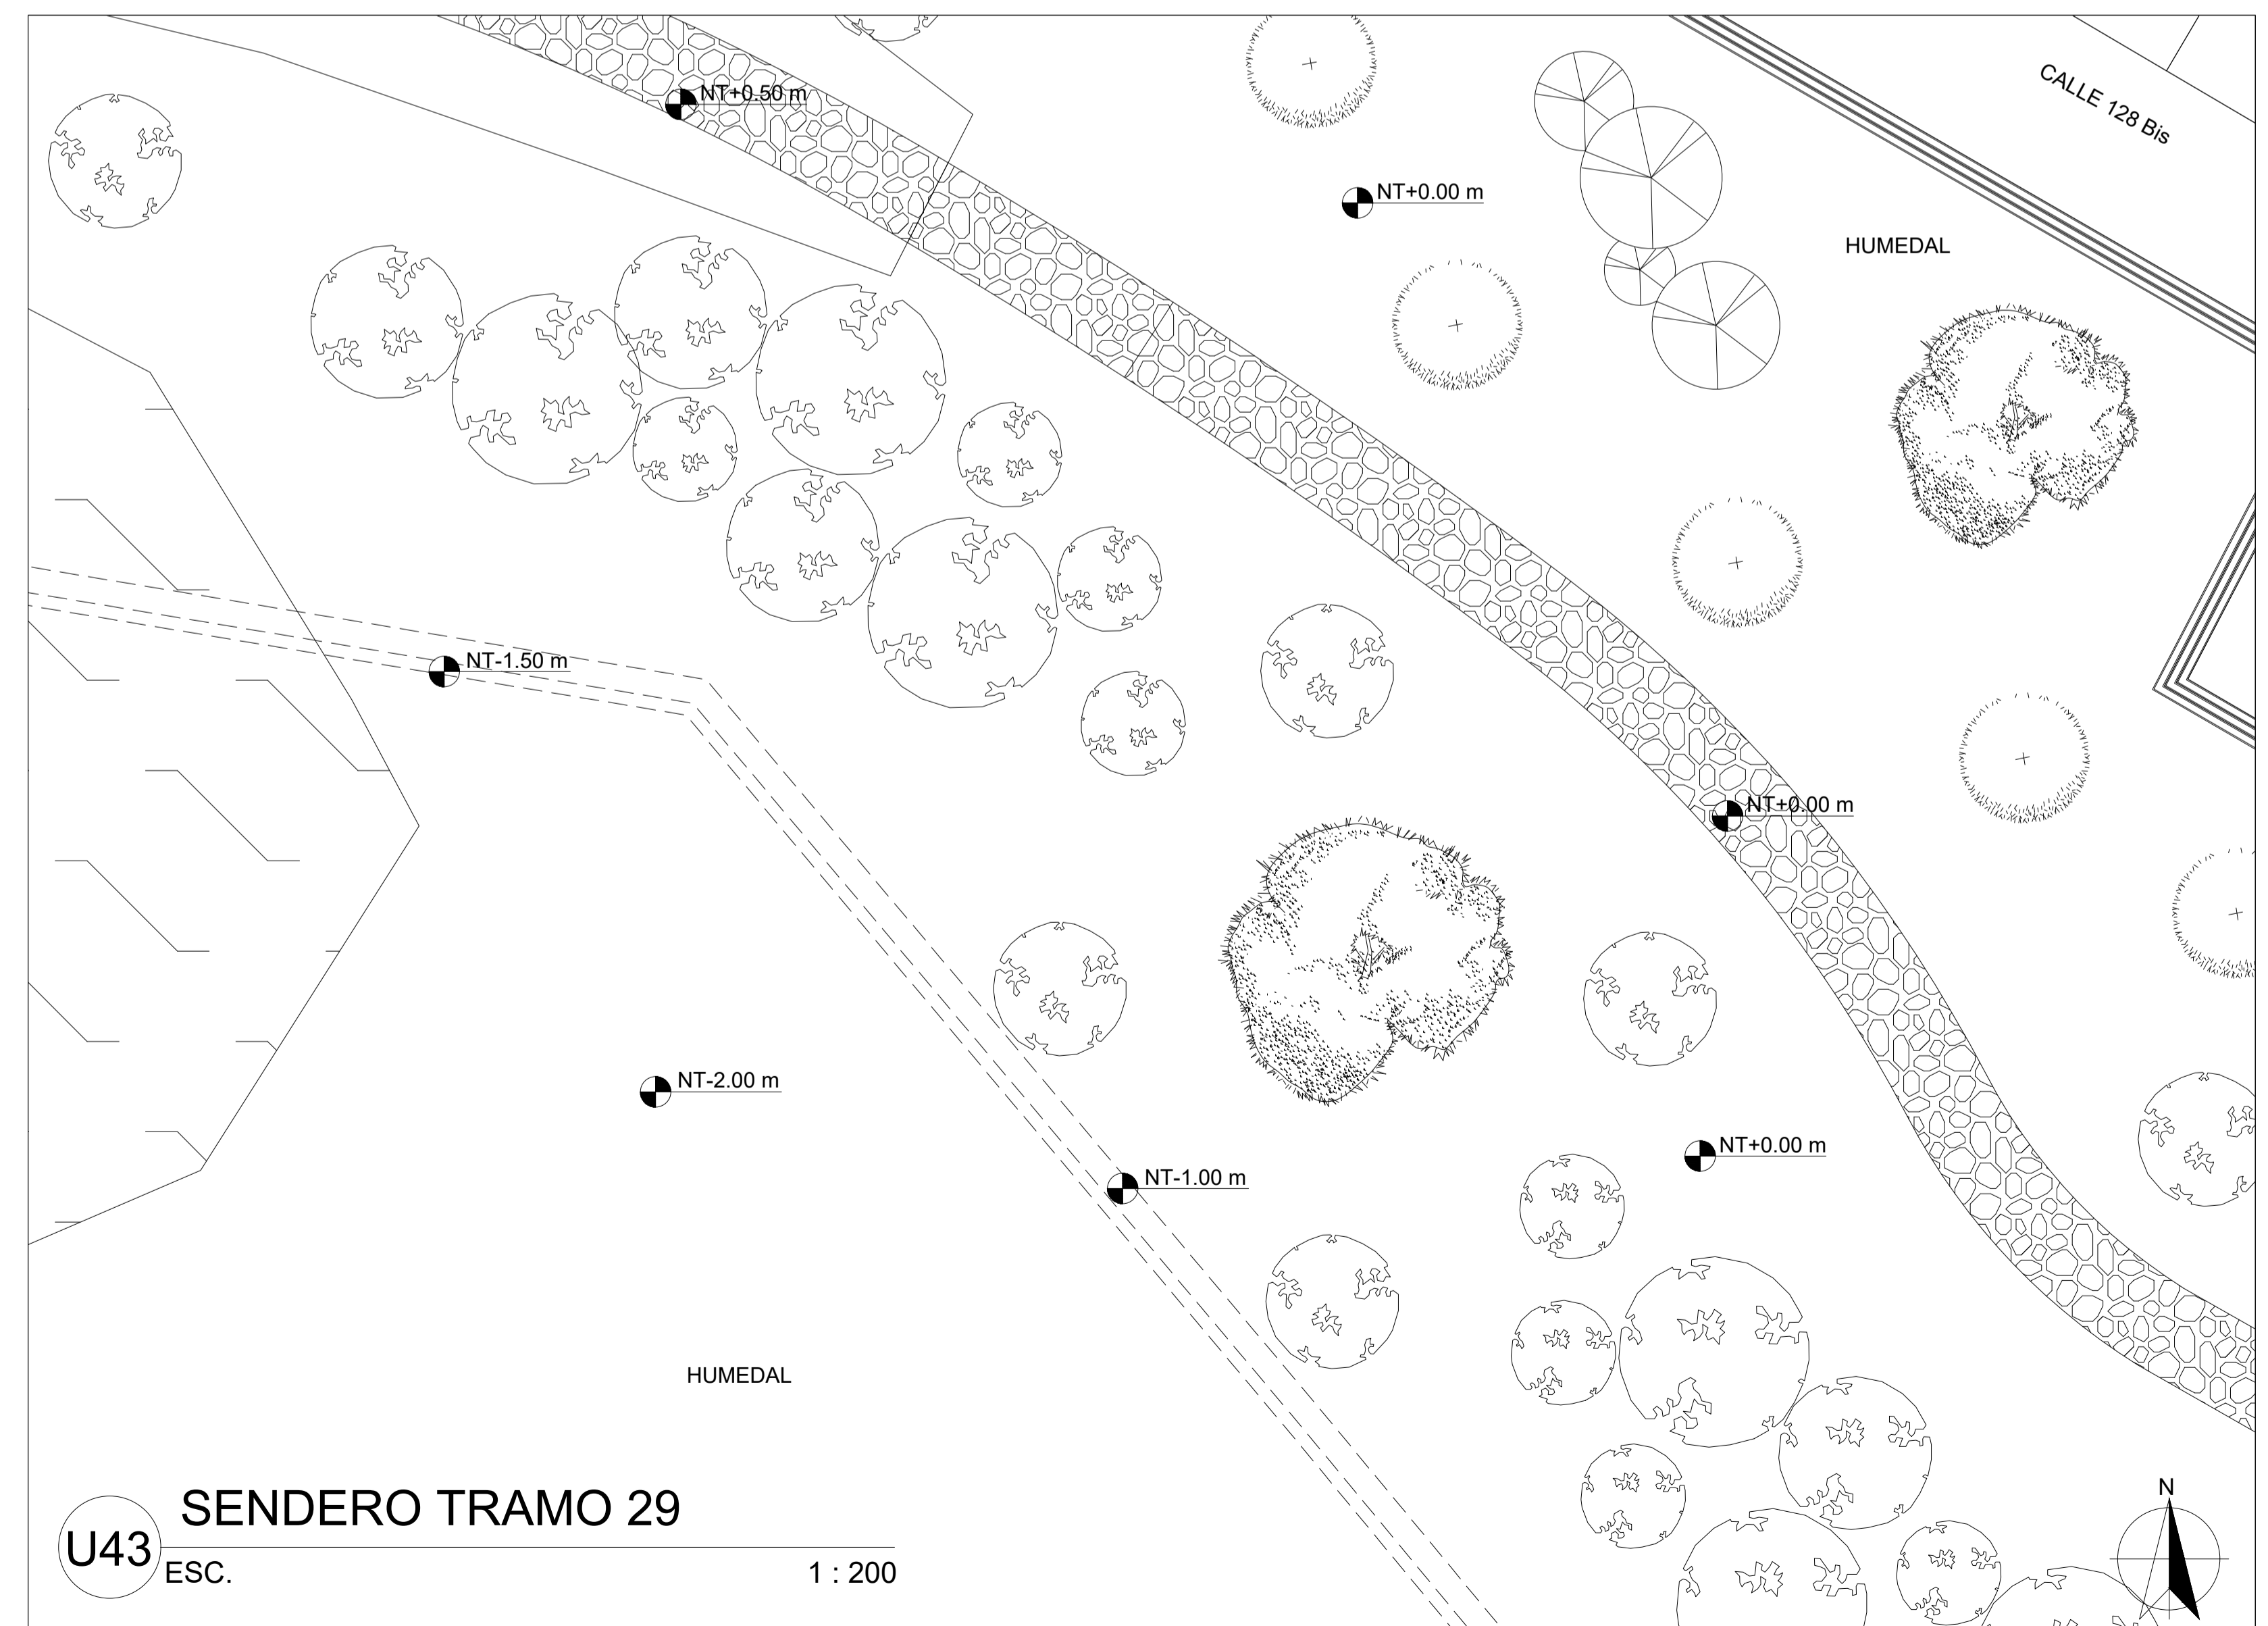 CALLE 128 Bis
NT+0.50 m
NT+0.00 m
HUMEDAL
NT-1.50 m
NT+0.00 m
NT-2.00 m
NT+0.00 m
NT-1.00 m
HUMEDAL
SENDERO TRAMO 29
U43
ESC.
1 : 200
N